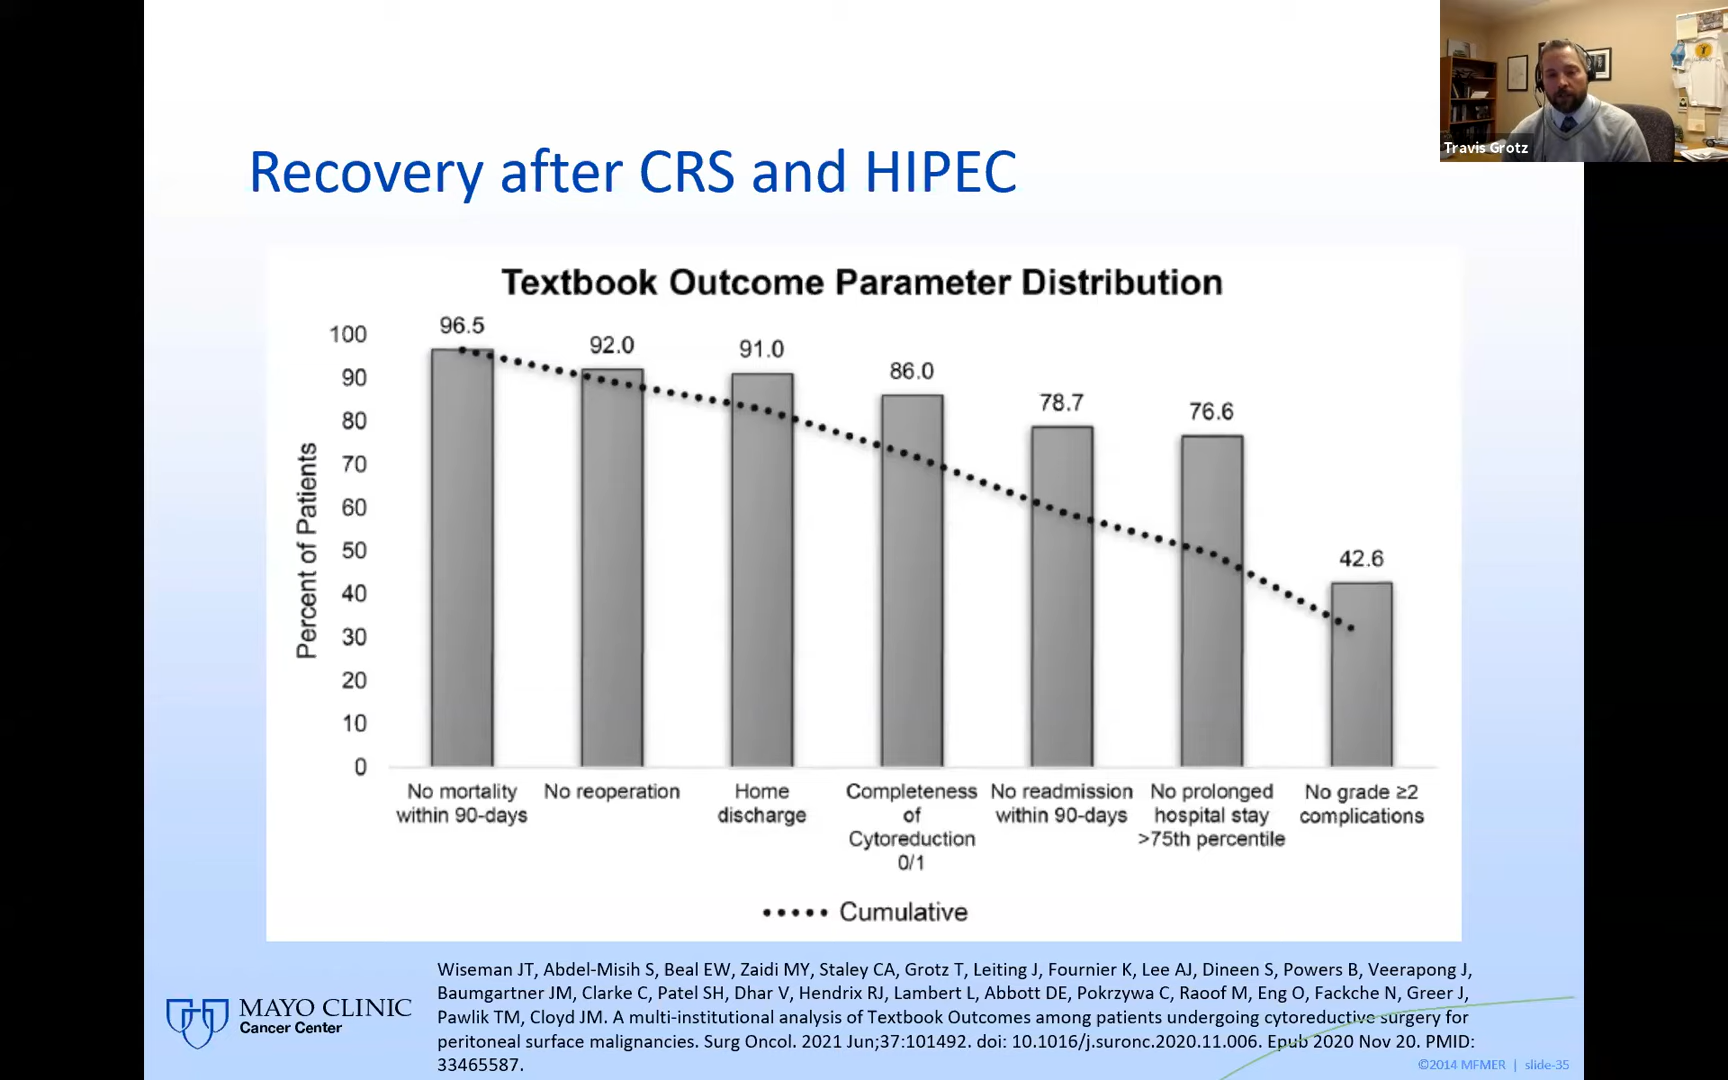 Travis Grotz
Recovery after CRS and HIPEC
Textbook Outcome Parameter Distribution
Percent of Patients
100
90
80
70
60
50
40
30
20
10
0
96.5
92.0
91.0
86.0
78.7
76.6
42.6
No mortality
within 90-days
No reoperation
Home
discharge
Completeness
of
Cytoreduction
0/1
No readmission
within 90-days
No prolonged
hospital stay
>75th percentile
No grade ≥2
complications
Cumulative
Wiseman JT, Abdel-Misih S, Beal EW, Zaidi MY, Staley CA, Grotz T, Leiting J, Fournier K, Lee AJ, Dineen S, Powers B, Veerapong J,
Baumgartner JM, Clarke C, Patel SH, Dhar V, Hendrix RJ, Lambert L, Abbott DE, Pokrzywa C, Raoof M, Eng O, Fackche N, Greer J,
Pawlik TM, Cloyd JM. A multi-institutional analysis of Textbook Outcomes among patients undergoing cytoreductive surgery for
peritoneal surface malignancies. Surg Oncol. 2021 Jun;37:101492. doi: 10.1016/j.suronc.2020.11.006. Epub 2020 Nov 20. PMID:
33465587.
MAYO CLINIC
Cancer Center
©2014 MFMER | slide-35